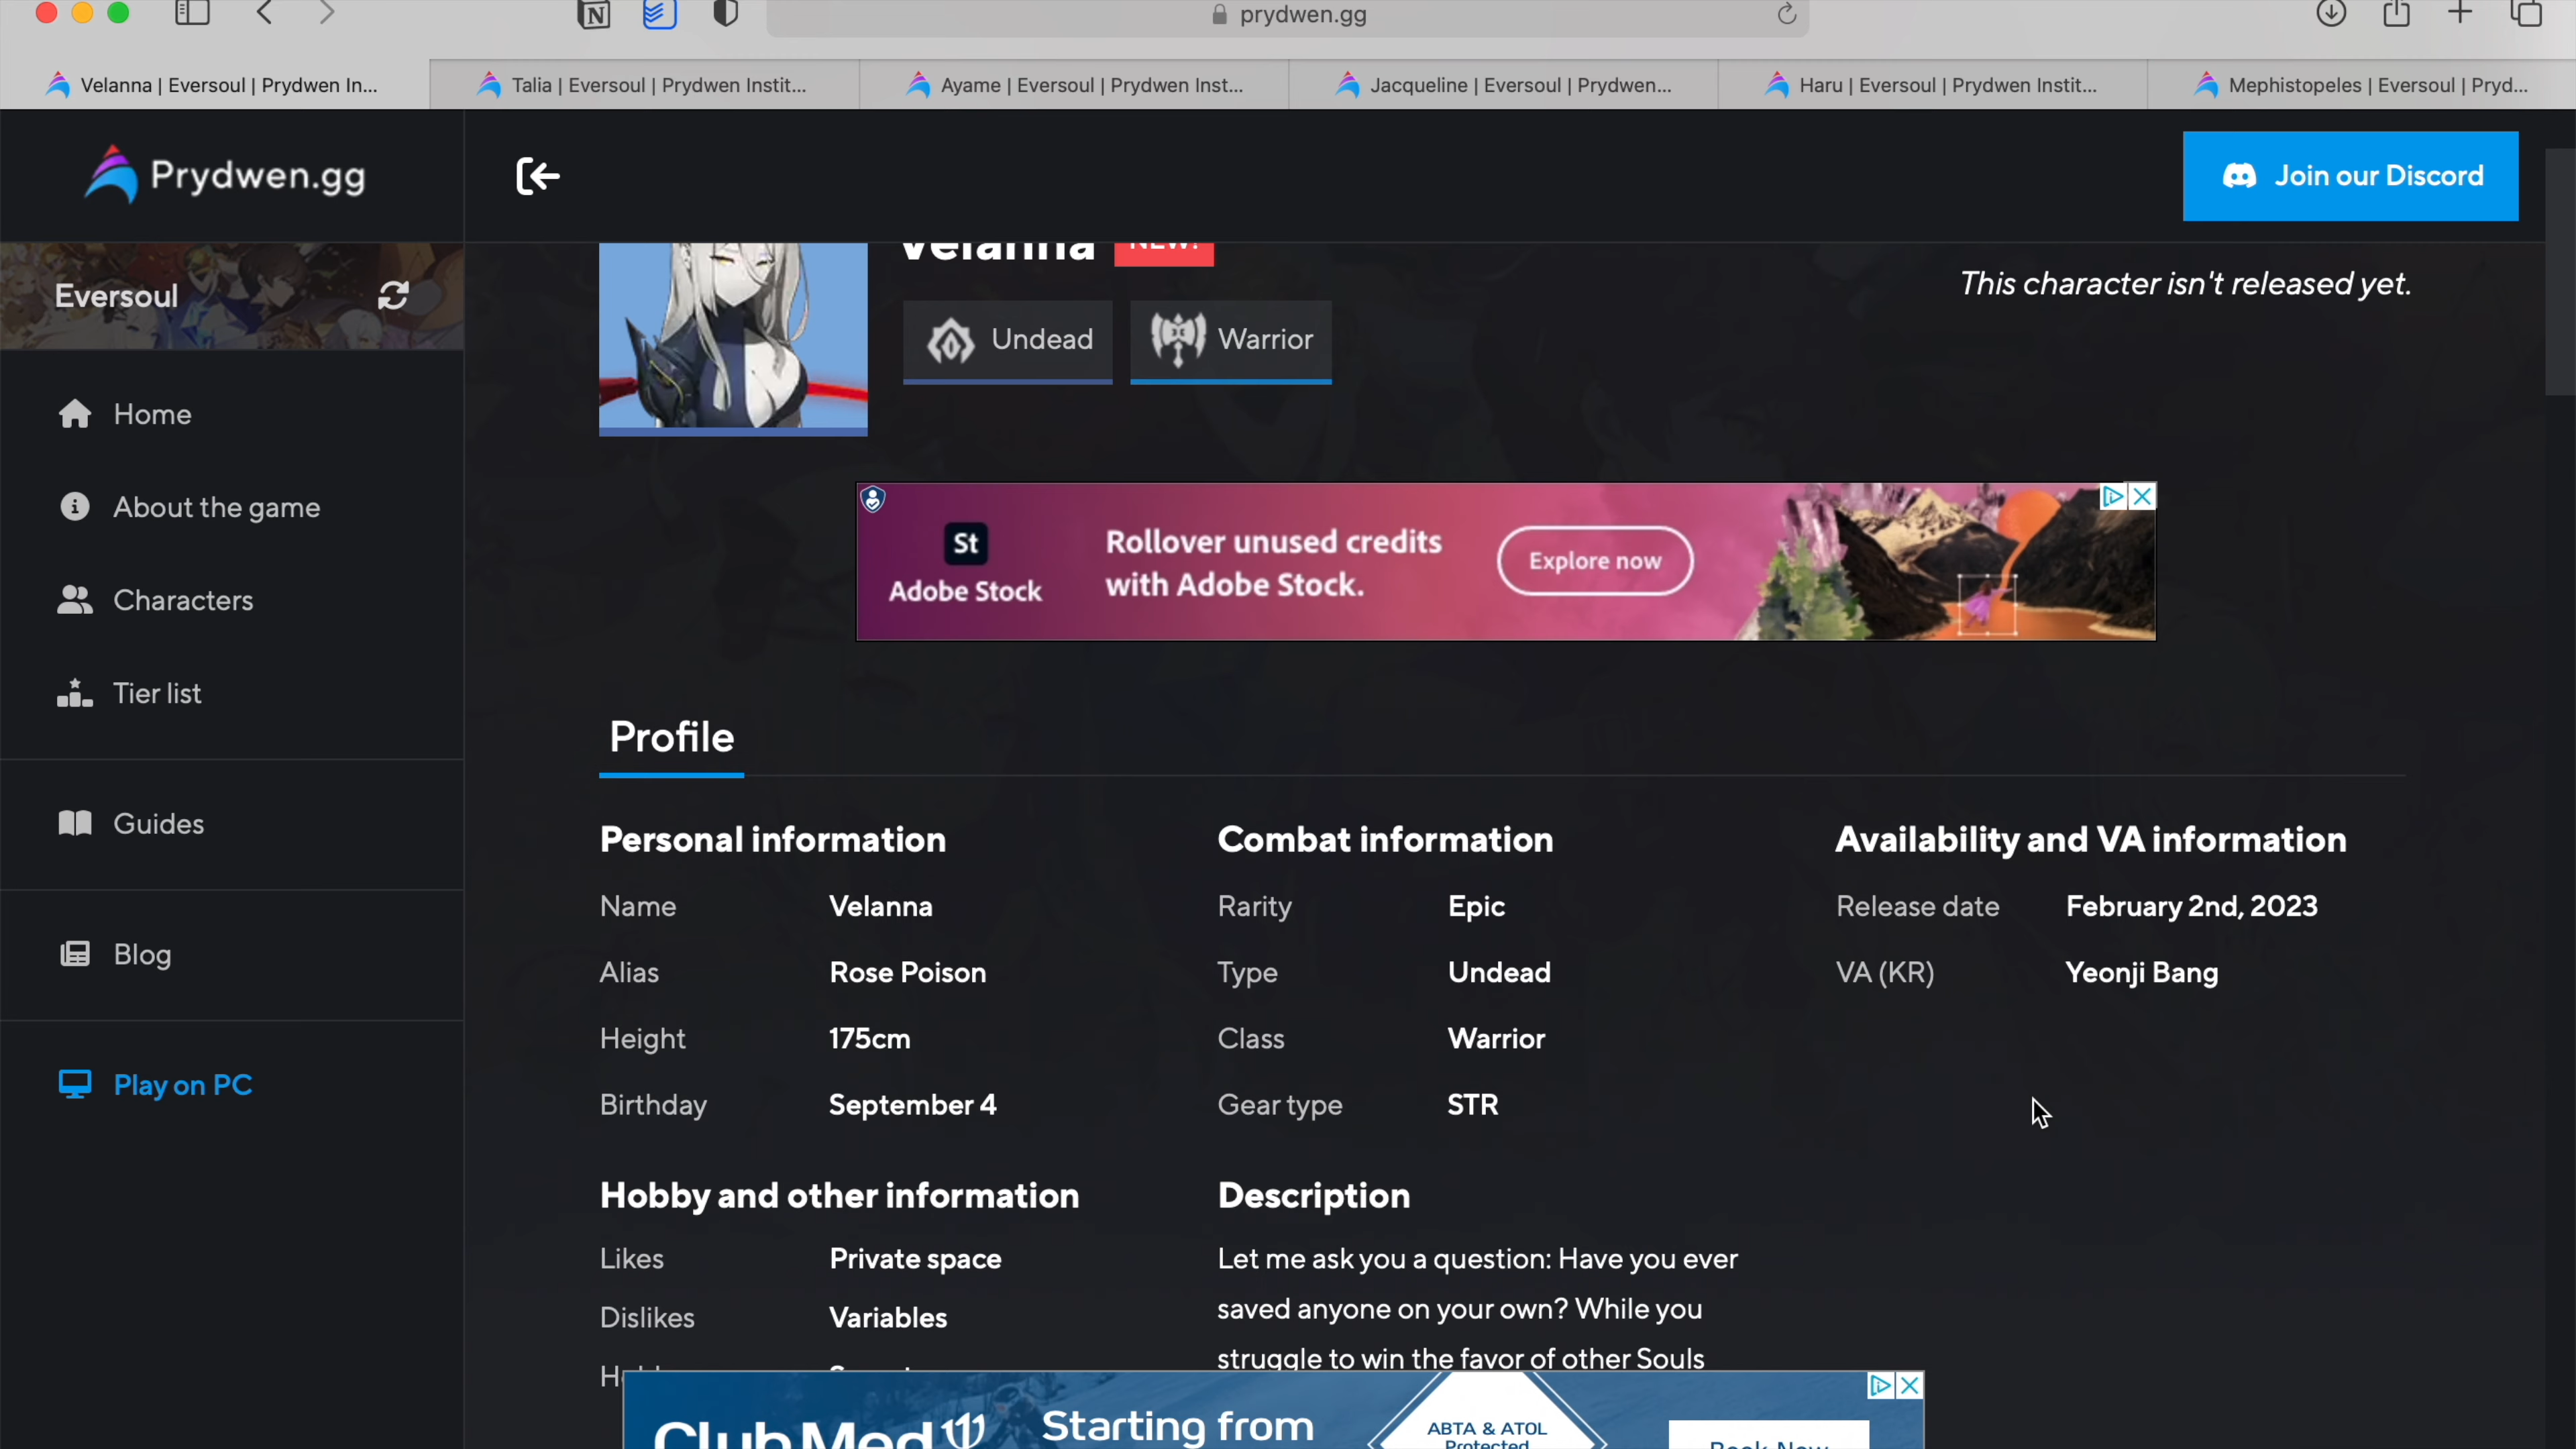 prydwen.gg
Velanna | Eversoul | Prydwen In...
Talia | Eversoul | Prydwen Instit...
Ayame | Eversoul | Prydwen Inst...
Jacqueline | Eversoul | Prydwen...
Haru | Eversoul | Prydwen Instit...
Mephistopeles | Eversoul | Pryd...
Prydwen.gg
Join our Discord
Eversoul
Home
About the game
Characters
Tier list
Guides
Blog
Play on PC
Velanna NEW!
This character isn't released yet.
Undead
Warrior
St
Adobe Stock
Rollover unused credits
with Adobe Stock.
Explore now
Profile
Personal information
Name Velanna
Alias Rose Poison
Height 175cm
Birthday September 4
Combat information
Rarity Epic
Type Undead
Class Warrior
Gear type STR
Availability and VA information
Release date February 2nd, 2023
VA (KR) Yeonji Bang
Hobby and other information
Likes Private space
Dislikes Variables
Description
Let me ask you a question: Have you ever
saved anyone on your own? While you
struggle to win the favor of other Souls
Club Med
Starting from
ABTA & ATOL
Protected
Book Now